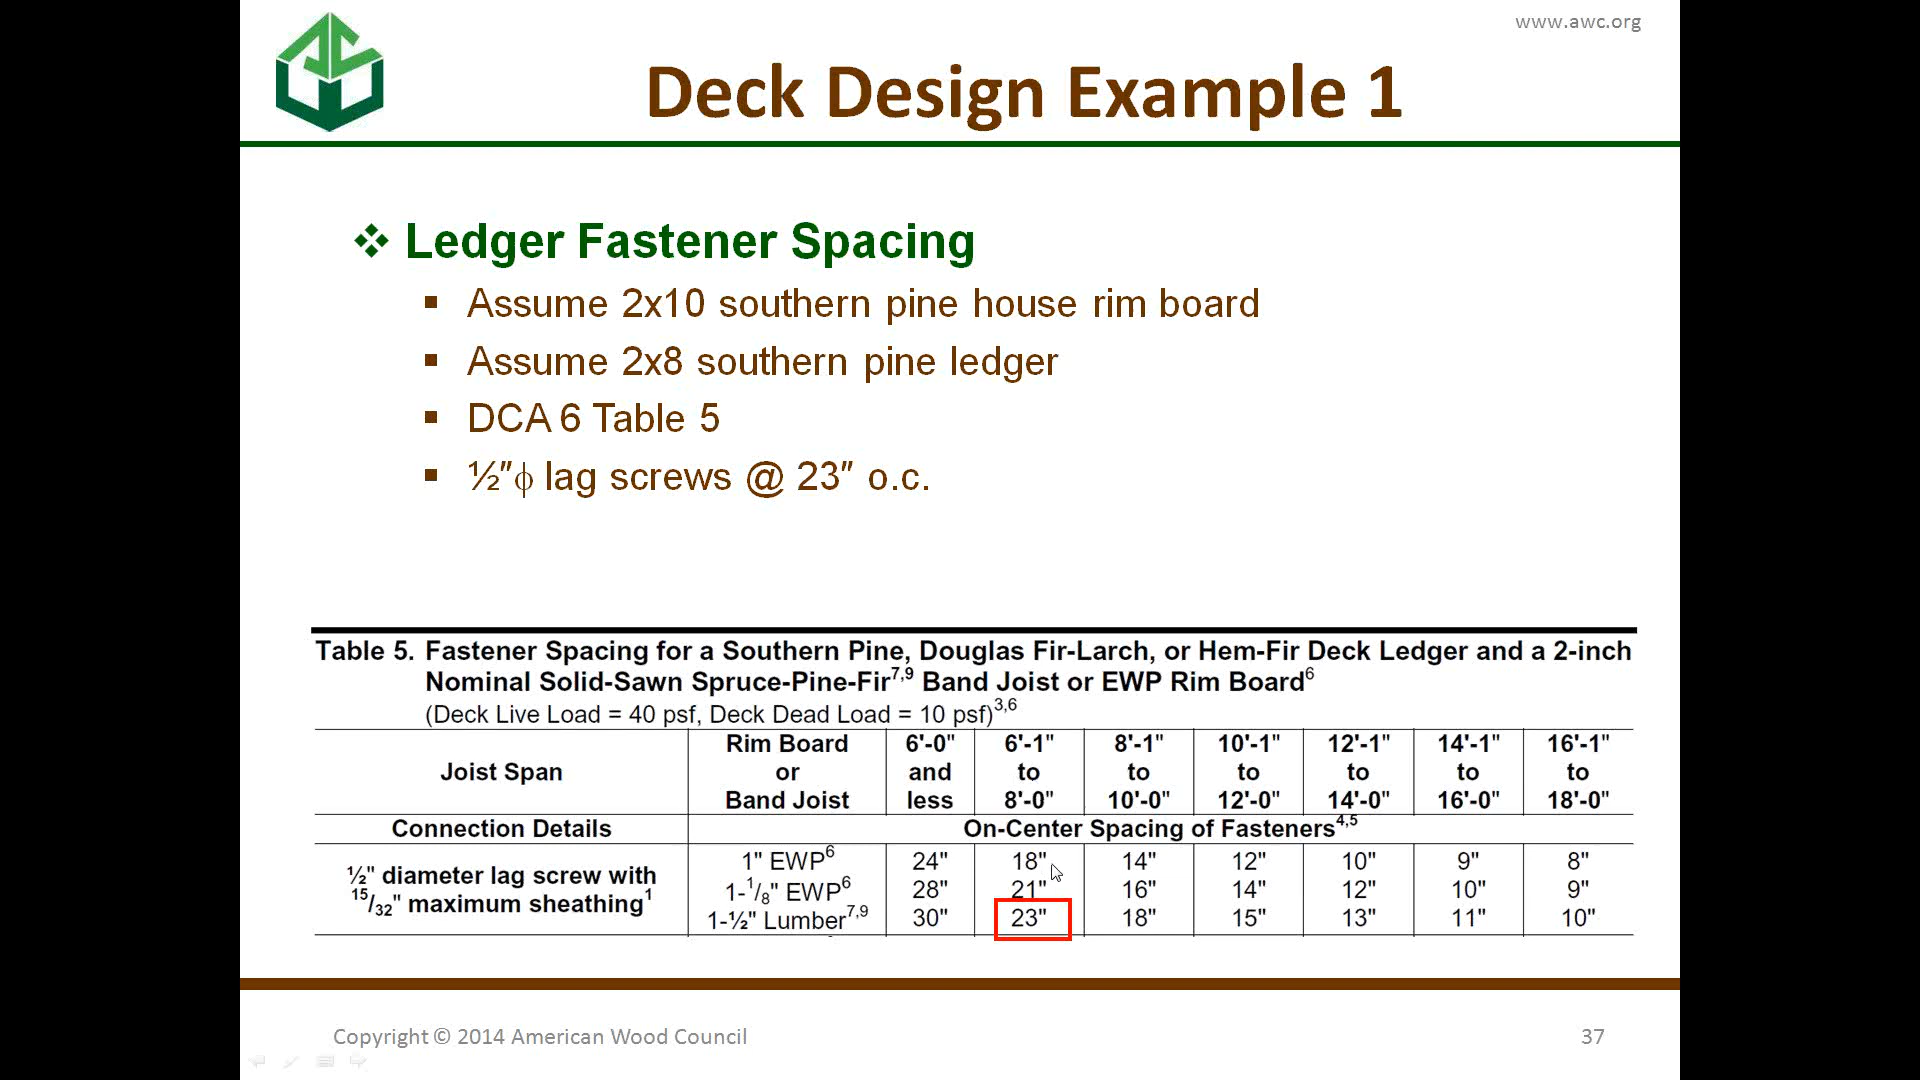 www.awc.org
Deck Design Example 1
❖ Ledger Fastener Spacing
▪ Assume 2x10 southern pine house rim board
▪ Assume 2x8 southern pine ledger
▪ DCA 6 Table 5
▪ ½″ϕ lag screws @ 23″ o.c.
Table 5. Fastener Spacing for a Southern Pine, Douglas Fir-Larch, or Hem-Fir Deck Ledger and a 2-inch
Nominal Solid-Sawn Spruce-Pine-Fir7,9 Band Joist or EWP Rim Board6
(Deck Live Load = 40 psf, Deck Dead Load = 10 psf)3,6
Joist Span
Rim Board
or
Band Joist
6'-0"
and
less
6'-1"
to
8'-0"
8'-1"
to
10'-0"
10'-1"
to
12'-0"
12'-1"
to
14'-0"
14'-1"
to
16'-0"
16'-1"
to
18'-0"
Connection Details On-Center Spacing of Fasteners4,5
½" diameter lag screw with
15/32" maximum sheathing1
1" EWP6 24" 18" 14" 12" 10" 9" 8"
1-1/8" EWP6 28" 21" 16" 14" 12" 10" 9"
1-½" Lumber7,9 30" 23" 18" 15" 13" 11" 10"
Copyright © 2014 American Wood Council
37